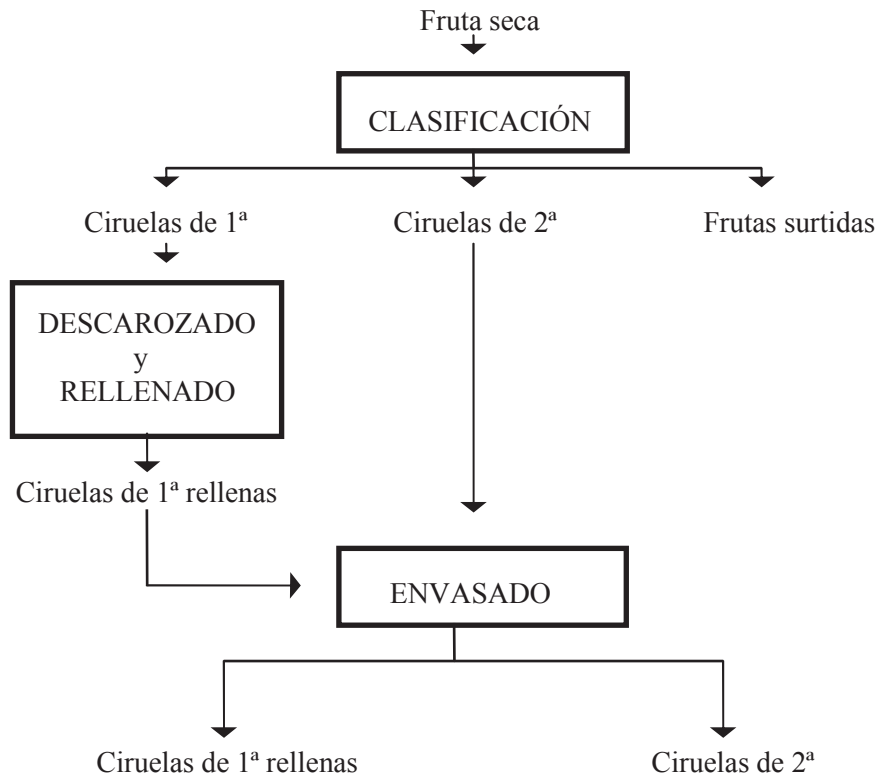 Fruta seca
CLASIFICACIÓN
Ciruelas de 1ª
Ciruelas de 2ª
Frutas surtidas
DESCAROZADO
y
RELLENADO
Ciruelas de 1ª rellenas
ENVASADO
Ciruelas de 1ª rellenas
Ciruelas de 2ª